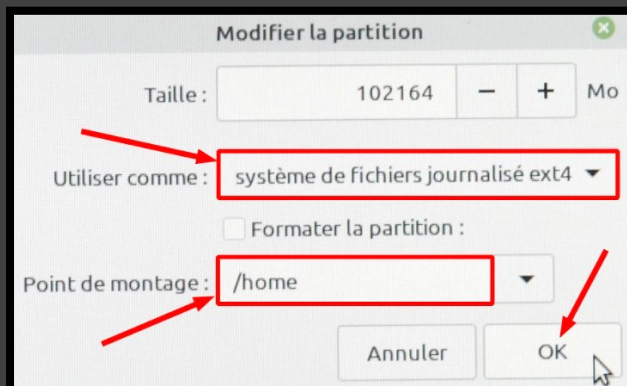 Modifier la partition
Taille : 102164 − + Mo
Utiliser comme : système de fichiers journalisé ext4
Formater la partition :
Point de montage : /home
Annuler OK